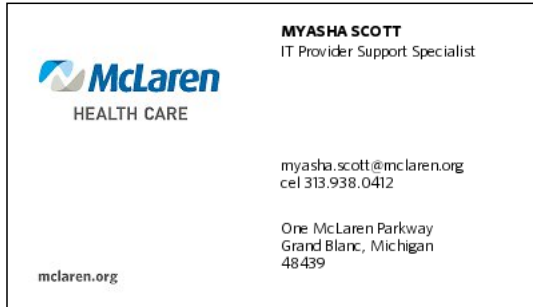 MYASHA SCOTT
IT Provider Support Specialist
McLaren
HEALTH CARE
myasha.scott@mclaren.org
cel 313.938.0412
One McLaren Parkway
Grand Blanc, Michigan
48439
mclaren.org